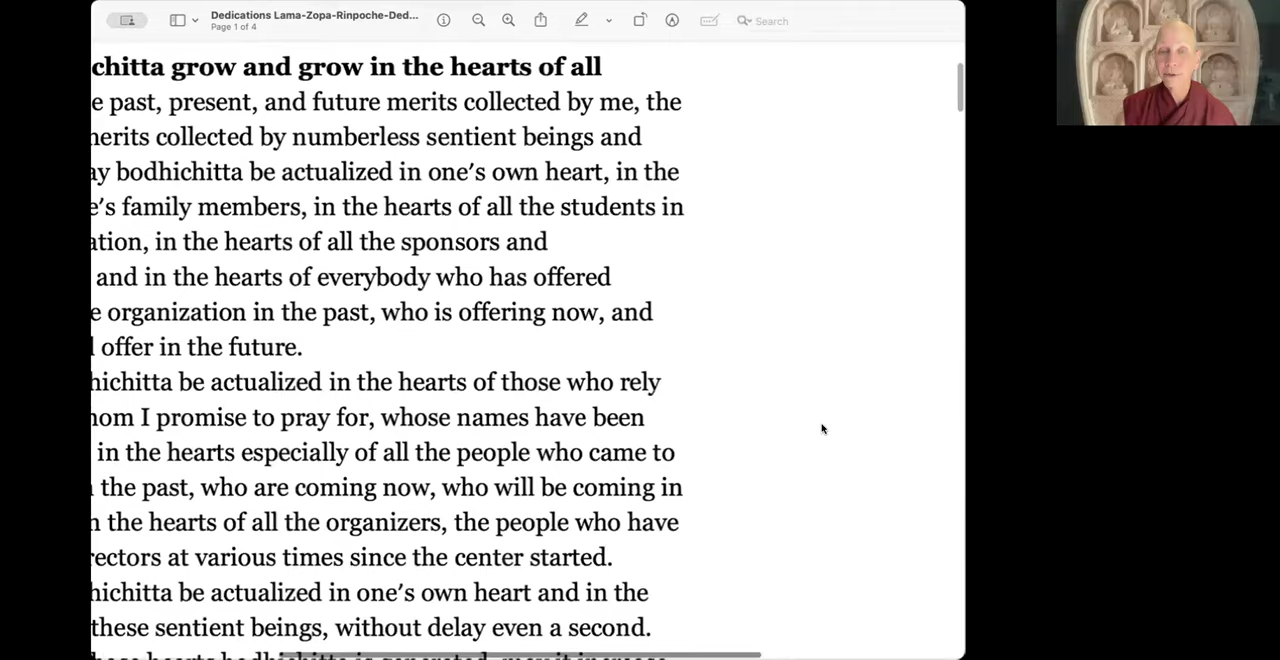 Dedications Lama-Zopa-Rinpoche-Ded...
Page 1 of 4
Search
chitta grow and grow in the hearts of all
e past, present, and future merits collected by me, the
merits collected by numberless sentient beings and
ay bodhichitta be actualized in one's own heart, in the
e's family members, in the hearts of all the students in
ation, in the hearts of all the sponsors and
and in the hearts of everybody who has offered
e organization in the past, who is offering now, and
l offer in the future.
hichitta be actualized in the hearts of those who rely
hom I promise to pray for, whose names have been
in the hearts especially of all the people who came to
the past, who are coming now, who will be coming in
n the hearts of all the organizers, the people who have
rectors at various times since the center started.
hichitta be actualized in one's own heart and in the
these sentient beings, without delay even a second.